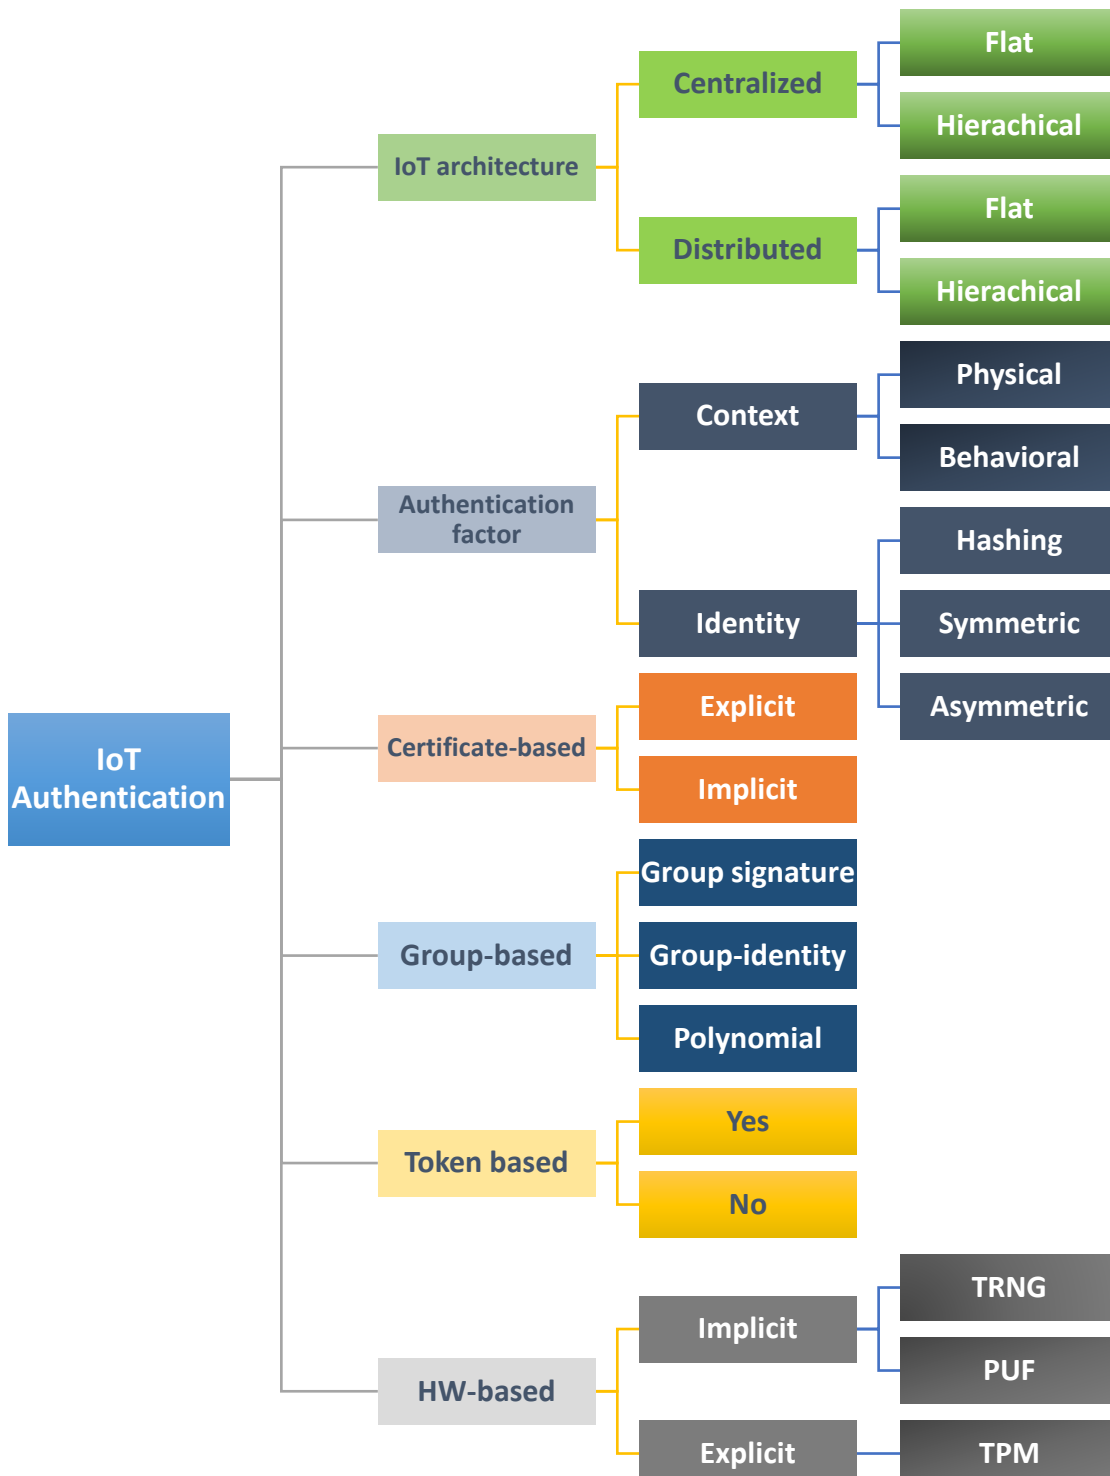 IoT
Authentication
IoT architecture
Centralized
Flat
Hierachical
Distributed
Flat
Hierachical
Authentication
factor
Context
Physical
Behavioral
Identity
Hashing
Symmetric
Asymmetric
Certificate-based
Explicit
Implicit
Group-based
Group signature
Group-identity
Polynomial
Token based
Yes
No
HW-based
Implicit
TRNG
PUF
Explicit
TPM